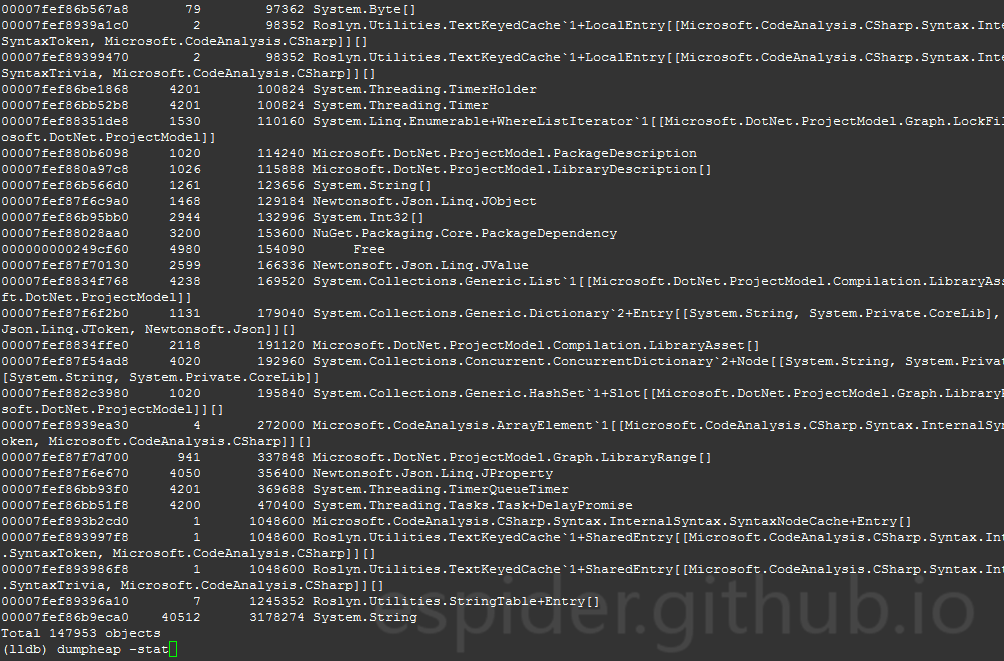 00007fef86b567a8 79 97362 System.Byte[]
00007fef8939a1c0 2 98352 Roslyn.Utilities.TextKeyedCache`1+LocalEntry[[Microsoft.CodeAnalysis.CSharp.Syntax.Inte
SyntaxToken, Microsoft.CodeAnalysis.CSharp]][]
00007fef89399470 2 98352 Roslyn.Utilities.TextKeyedCache`1+LocalEntry[[Microsoft.CodeAnalysis.CSharp.Syntax.Inte
SyntaxTrivia, Microsoft.CodeAnalysis.CSharp]][]
00007fef86be1868 4201 100824 System.Threading.TimerHolder
00007fef86bb52b8 4201 100824 System.Threading.Timer
00007fef88351de8 1530 110160 System.Linq.Enumerable+WhereListIterator`1[[Microsoft.DotNet.ProjectModel.Graph.LockFil
osoft.DotNet.ProjectModel]]
00007fef880b6098 1020 114240 Microsoft.DotNet.ProjectModel.PackageDescription
00007fef880a97c8 1026 115888 Microsoft.DotNet.ProjectModel.LibraryDescription[]
00007fef86b566d0 1261 123656 System.String[]
00007fef87f6c9a0 1468 129184 Newtonsoft.Json.Linq.JObject
00007fef86b95bb0 2944 132996 System.Int32[]
00007fef88028aa0 3200 153600 NuGet.Packaging.Core.PackageDependency
000000000249cf60 4980 154090 Free
00007fef87f70130 2599 166336 Newtonsoft.Json.Linq.JValue
00007fef8834f768 4238 169520 System.Collections.Generic.List`1[[Microsoft.DotNet.ProjectModel.Compilation.LibraryAss
ft.DotNet.ProjectModel]]
00007fef87f6f2b0 1131 179040 System.Collections.Generic.Dictionary`2+Entry[[System.String, System.Private.CoreLib],
Json.Linq.JToken, Newtonsoft.Json]][]
00007fef8834ffe0 2118 191120 Microsoft.DotNet.ProjectModel.Compilation.LibraryAsset[]
00007fef87f54ad8 4020 192960 System.Collections.Concurrent.ConcurrentDictionary`2+Node[[System.String, System.Privat
[System.String, System.Private.CoreLib]]
00007fef882c3980 1020 195840 System.Collections.Generic.HashSet`1+Slot[[Microsoft.DotNet.ProjectModel.Graph.LibraryR
soft.DotNet.ProjectModel]][]
00007fef8939ea30 4 272000 Microsoft.CodeAnalysis.ArrayElement`1[[Microsoft.CodeAnalysis.CSharp.Syntax.InternalSyn
oken, Microsoft.CodeAnalysis.CSharp]][]
00007fef87f7d700 941 337848 Microsoft.DotNet.ProjectModel.Graph.LibraryRange[]
00007fef87f6e670 4050 356400 Newtonsoft.Json.Linq.JProperty
00007fef86bb93f0 4201 369688 System.Threading.TimerQueueTimer
00007fef86bb51f8 4200 470400 System.Threading.Tasks.Task+DelayPromise
00007fef893b2cd0 1 1048600 Microsoft.CodeAnalysis.CSharp.Syntax.InternalSyntax.SyntaxNodeCache+Entry[]
00007fef893997f8 1 1048600 Roslyn.Utilities.TextKeyedCache`1+SharedEntry[[Microsoft.CodeAnalysis.CSharp.Syntax.Int
.SyntaxToken, Microsoft.CodeAnalysis.CSharp]][]
00007fef893986f8 1 1048600 Roslyn.Utilities.TextKeyedCache`1+SharedEntry[[Microsoft.CodeAnalysis.CSharp.Syntax.Int
.SyntaxTrivia, Microsoft.CodeAnalysis.CSharp]][]
00007fef89396a10 7 1245352 Roslyn.Utilities.StringTable+Entry[]
00007fef86b9eca0 40512 3178274 System.String
Total 147953 objects
(lldb) dumpheap -stat
espider.github.io